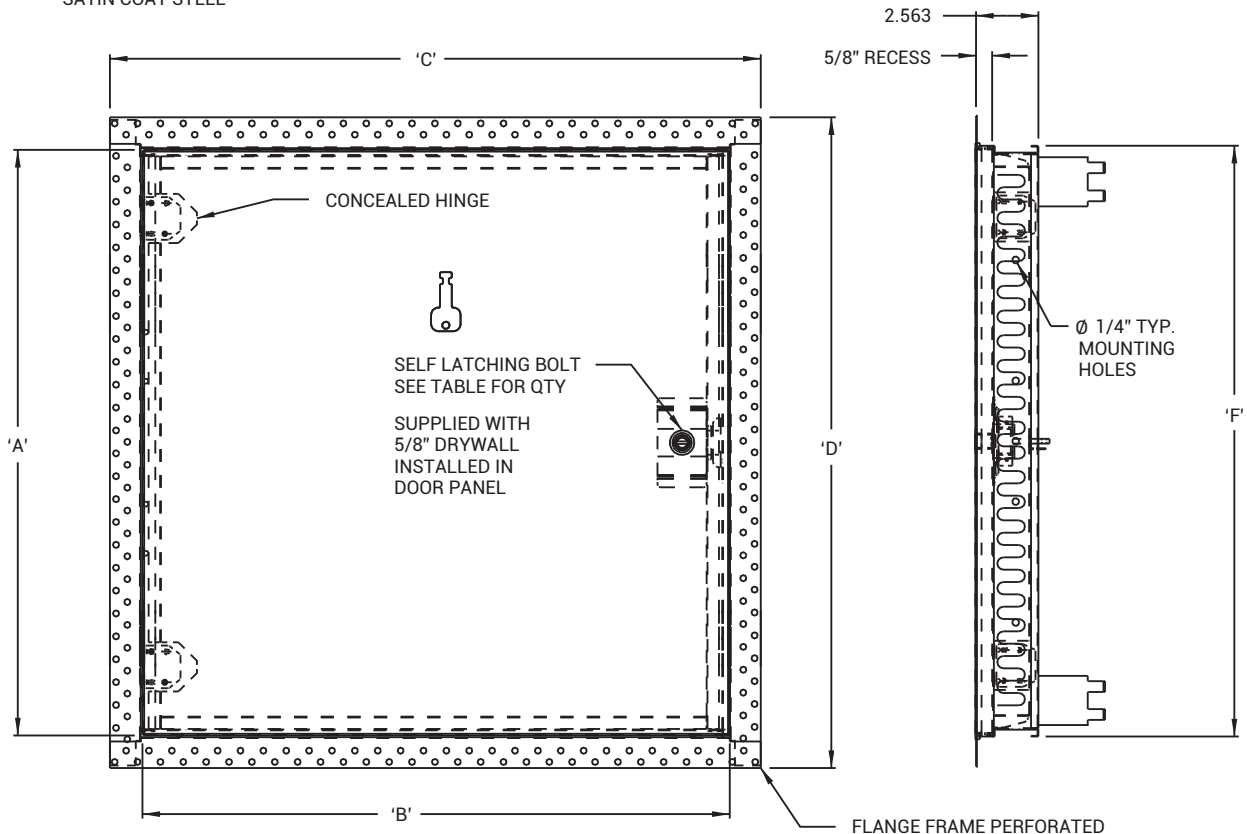 SATIN COAT STEEL
2.563
5/8" RECESS
'C'
CONCEALED HINGE
SELF LATCHING BOLT
SEE TABLE FOR QTY
SUPPLIED WITH
5/8" DRYWALL
INSTALLED IN
DOOR PANEL
Ø 1/4" TYP.
MOUNTING
HOLES
'A'
'D'
'F'
'B'
FLANGE FRAME PERFORATED